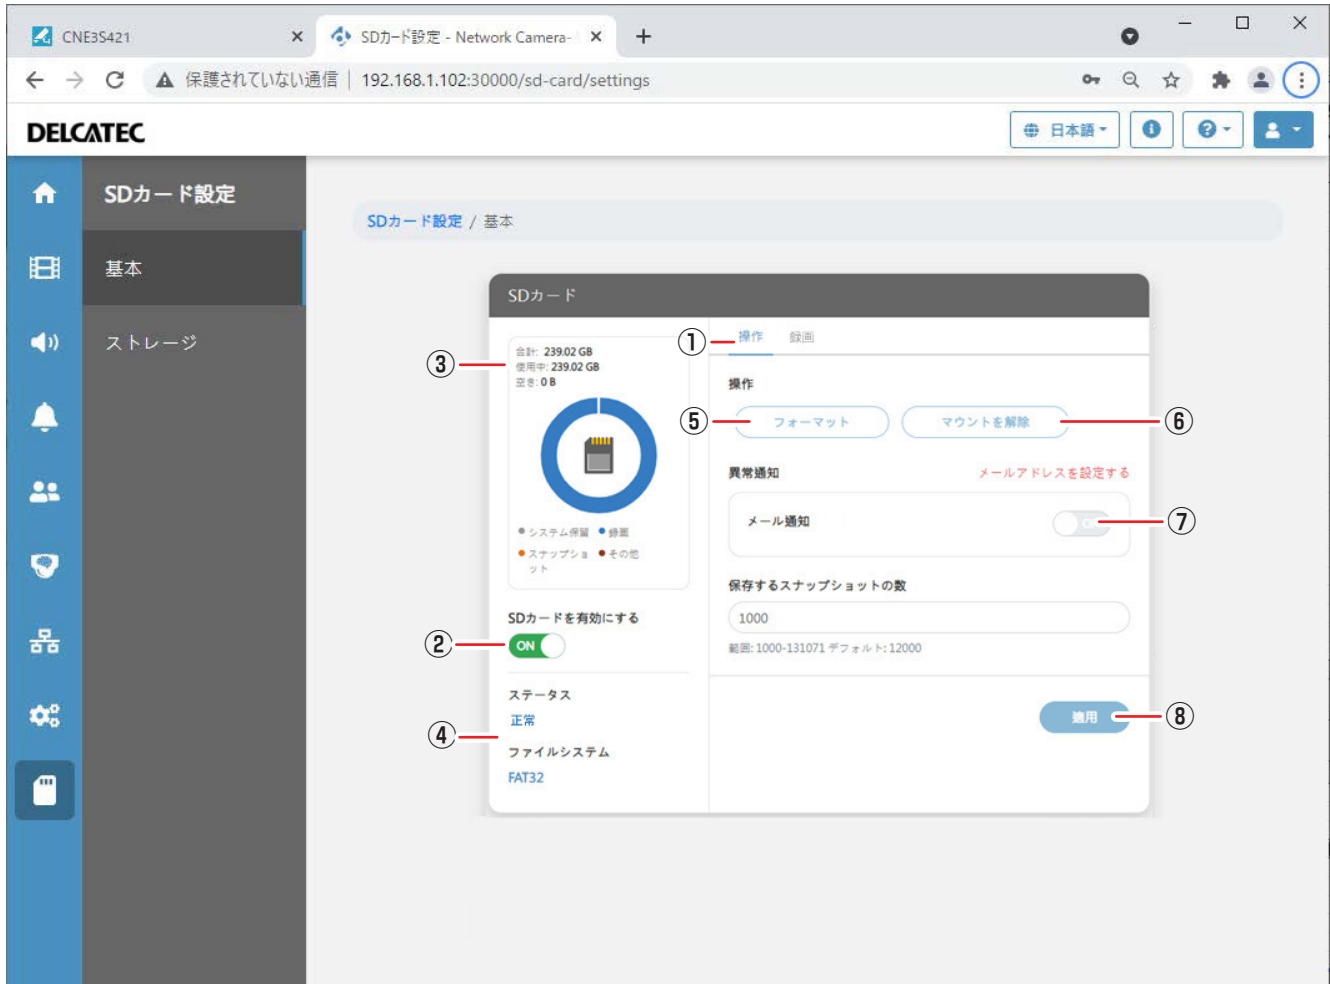 CNE3S421
SDカード設定 - Network Camera-
保護されていない通信 | 192.168.1.102:30000/sd-card/settings
DELCATEC
日本語
SDカード設定
基本
ストレージ
SDカード設定 / 基本
SDカード
① 操作 録画
③ 合計: 239.02 GB
使用中: 239.02 GB
空き: 0 B
操作
⑤ フォーマット マウントを解除 ⑥
異常通知 メールアドレスを設定する
メール通知 ⑦
システム保留 録画
スナップショ その他
ット
保存するスナップショットの数
1000
範囲: 1000-131071 デフォルト: 12000
SDカードを有効にする
② ON
ステータス
正常
④
ファイルシステム
FAT32
適用 ⑧